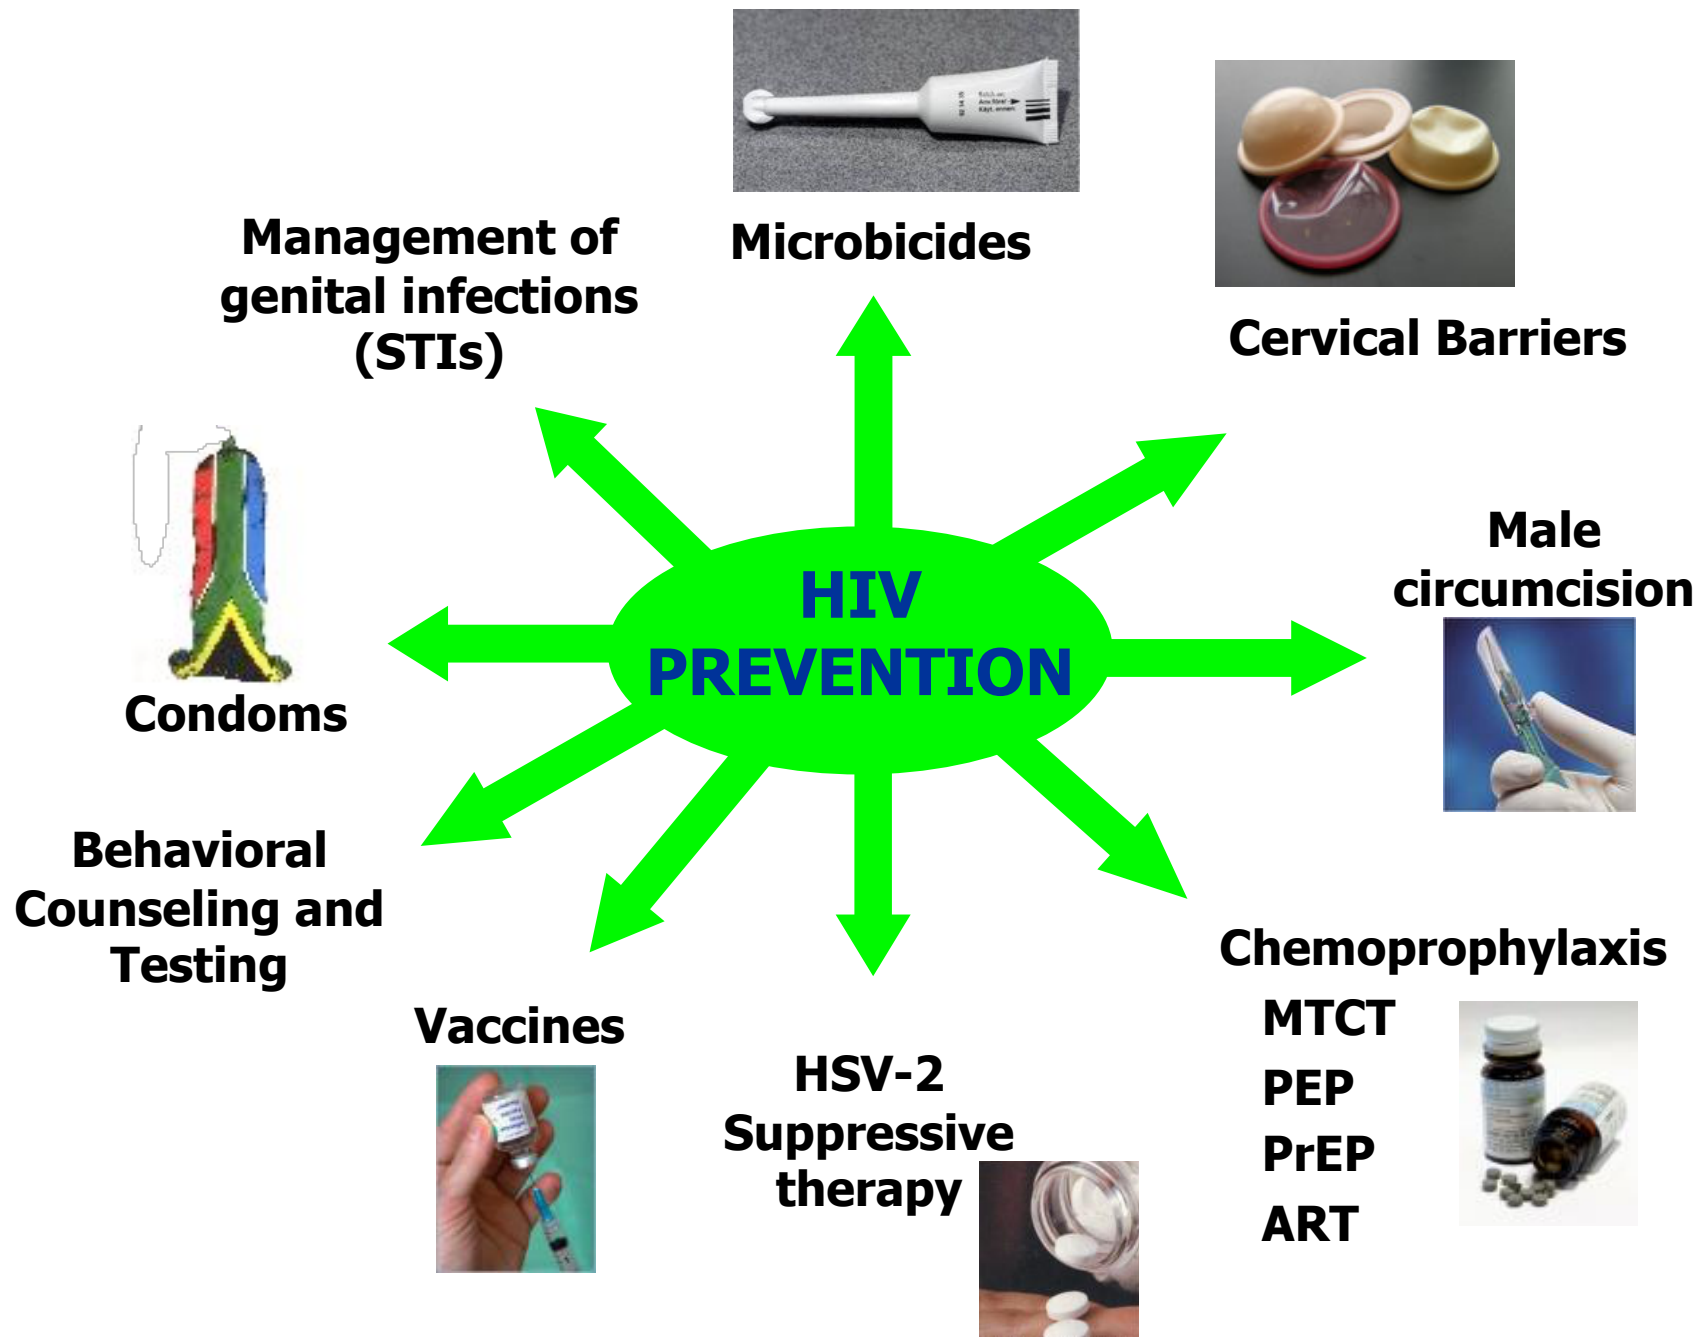 Microbicides
Cervical Barriers
Management of
genital infections
(STIs)
HIV
PREVENTION
Male
circumcision
Condoms
Behavioral
Counseling and
Testing
Vaccines
HSV-2
Suppressive
therapy
Chemoprophylaxis
MTCT
PEP
PrEP
ART